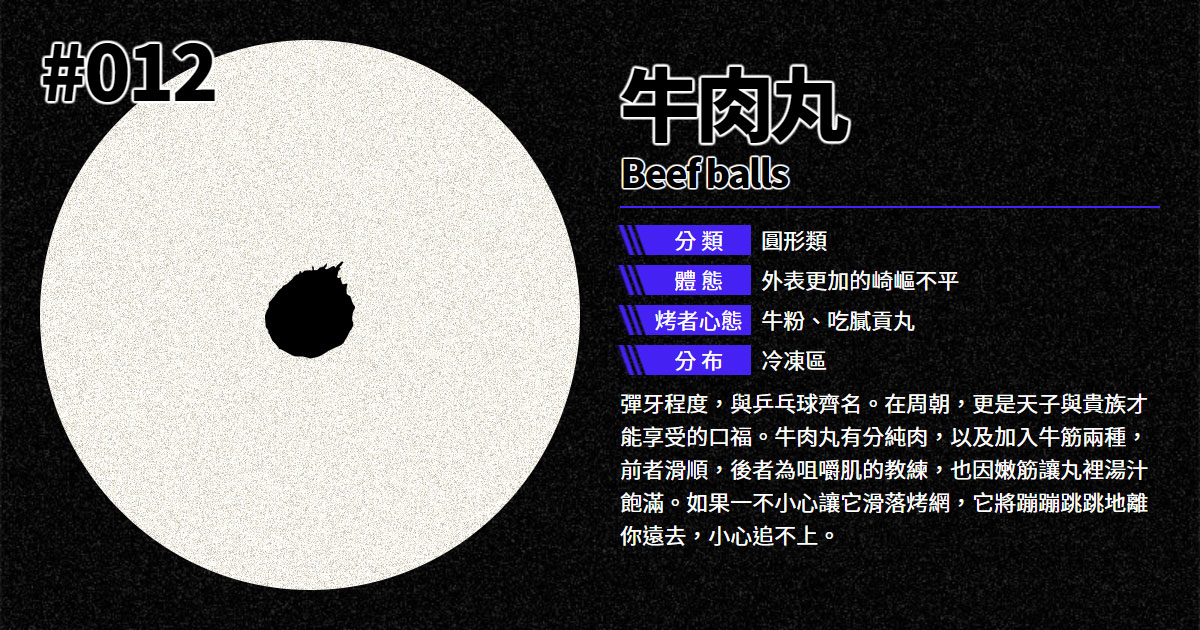 #012
牛肉丸
Beef balls
分類 圓形類
體態 外表更加的崎嶇不平
烤者心態 牛粉、吃膩貢丸
分布 冷凍區
彈牙程度，與乒乓球齊名。在周朝，更是天子與貴族才
能享受的口福。牛肉丸有分純肉，以及加入牛筋兩種，
前者滑順，後者為咀嚼肌的教練，也因嫩筋讓丸裡湯汁
飽滿。如果一不小心讓它滑落烤網，它將蹦蹦跳跳地離
你遠去，小心追不上。